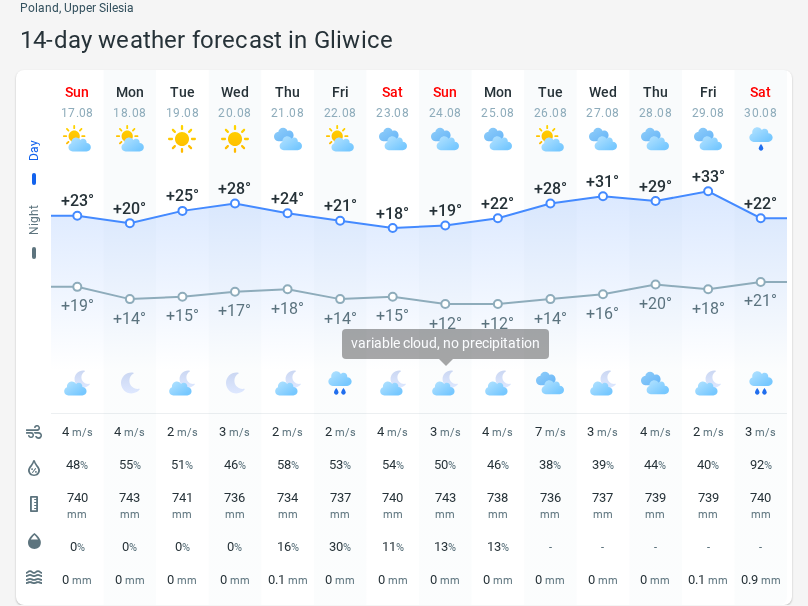 Poland, Upper Silesia
14-day weather forecast in Gliwice
Sun Mon Tue Wed Thu Fri Sat Sun Mon Tue Wed Thu Fri Sat
17.08 18.08 19.08 20.08 21.08 22.08 23.08 24.08 25.08 26.08 27.08 28.08 29.08 30.08
Day
+23° +20° +25° +28° +24° +21° +18° +19° +22° +28° +31° +29° +33° +22°
Night
+19° +14° +15° +17° +18° +14° +15° +12° +12° +14° +16° +20° +18° +21°
variable cloud, no precipitation
4 m/s 4 m/s 2 m/s 3 m/s 2 m/s 2 m/s 4 m/s 3 m/s 4 m/s 7 m/s 3 m/s 4 m/s 2 m/s 3 m/s
48% 55% 51% 46% 58% 53% 54% 50% 46% 38% 39% 44% 40% 92%
740 743 741 736 734 737 740 743 738 736 737 739 739 740
mm mm mm mm mm mm mm mm mm mm mm mm mm mm
0% 0% 0% 0% 16% 30% 11% 13% 13% - - - - -
0 mm 0 mm 0 mm 0 mm 0.1 mm 0 mm 0 mm 0 mm 0 mm 0 mm 0 mm 0 mm 0.1 mm 0.9 mm